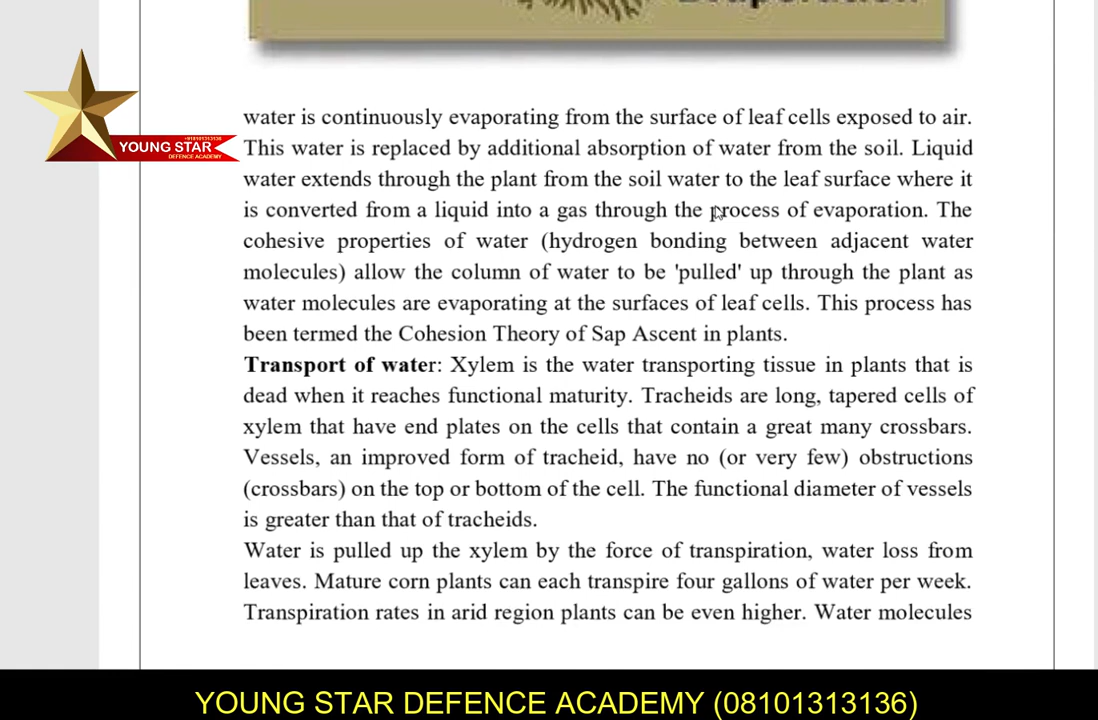 Evaporation
+918101313136
YOUNG STAR
DEFENCE ACADEMY
water is continuously evaporating from the surface of leaf cells exposed to air.
This water is replaced by additional absorption of water from the soil. Liquid
water extends through the plant from the soil water to the leaf surface where it
is converted from a liquid into a gas through the process of evaporation. The
cohesive properties of water (hydrogen bonding between adjacent water
molecules) allow the column of water to be 'pulled' up through the plant as
water molecules are evaporating at the surfaces of leaf cells. This process has
been termed the Cohesion Theory of Sap Ascent in plants.
Transport of water: Xylem is the water transporting tissue in plants that is
dead when it reaches functional maturity. Tracheids are long, tapered cells of
xylem that have end plates on the cells that contain a great many crossbars.
Vessels, an improved form of tracheid, have no (or very few) obstructions
(crossbars) on the top or bottom of the cell. The functional diameter of vessels
is greater than that of tracheids.
Water is pulled up the xylem by the force of transpiration, water loss from
leaves. Mature corn plants can each transpire four gallons of water per week.
Transpiration rates in arid region plants can be even higher. Water molecules
YOUNG STAR DEFENCE ACADEMY (08101313136)